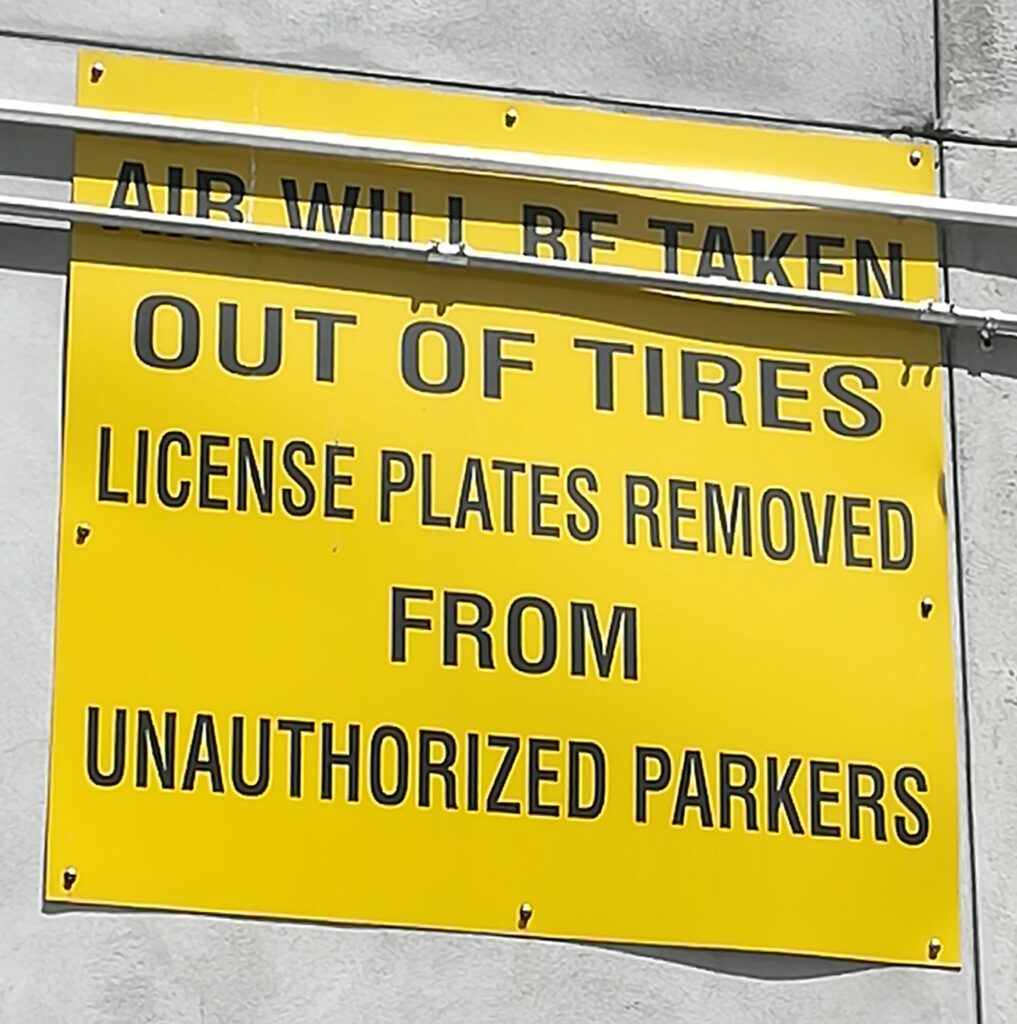 AIR WILL BE TAKEN
OUT OF TIRES
LICENSE PLATES REMOVED
FROM
UNAUTHORIZED PARKERS